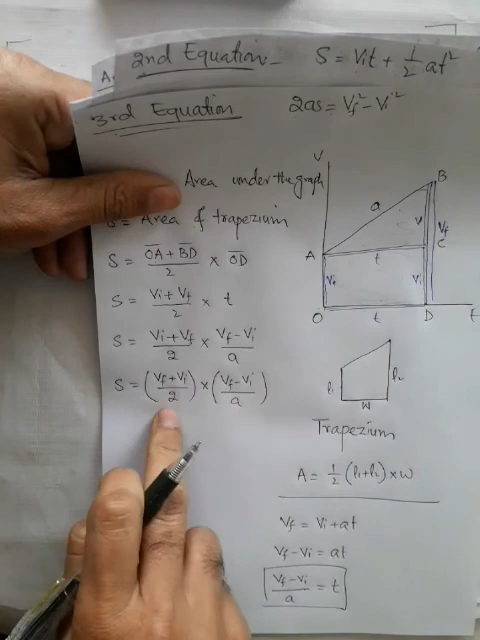 2nd Equation- S = Vit + 1/2 at²
A
3rd Equation 2as = Vf² - Vi²
Area under the graph
= Area of trapezium
S = (OA + BD)/2 × OD
S = (Vi + Vf)/2 × t
S = (Vi + Vf)/2 × (Vf - Vi)/a
S = ((Vf + Vi)/2) × ((Vf - Vi)/a)
V
B
a
V
Vf
A
t
C
Vi
Vi
O
t
D
t
l1
l2
W
Trapezium
A = 1/2 (l1 + l2) × W
Vf = Vi + at
Vf - Vi = at
(Vf - Vi)/a = t